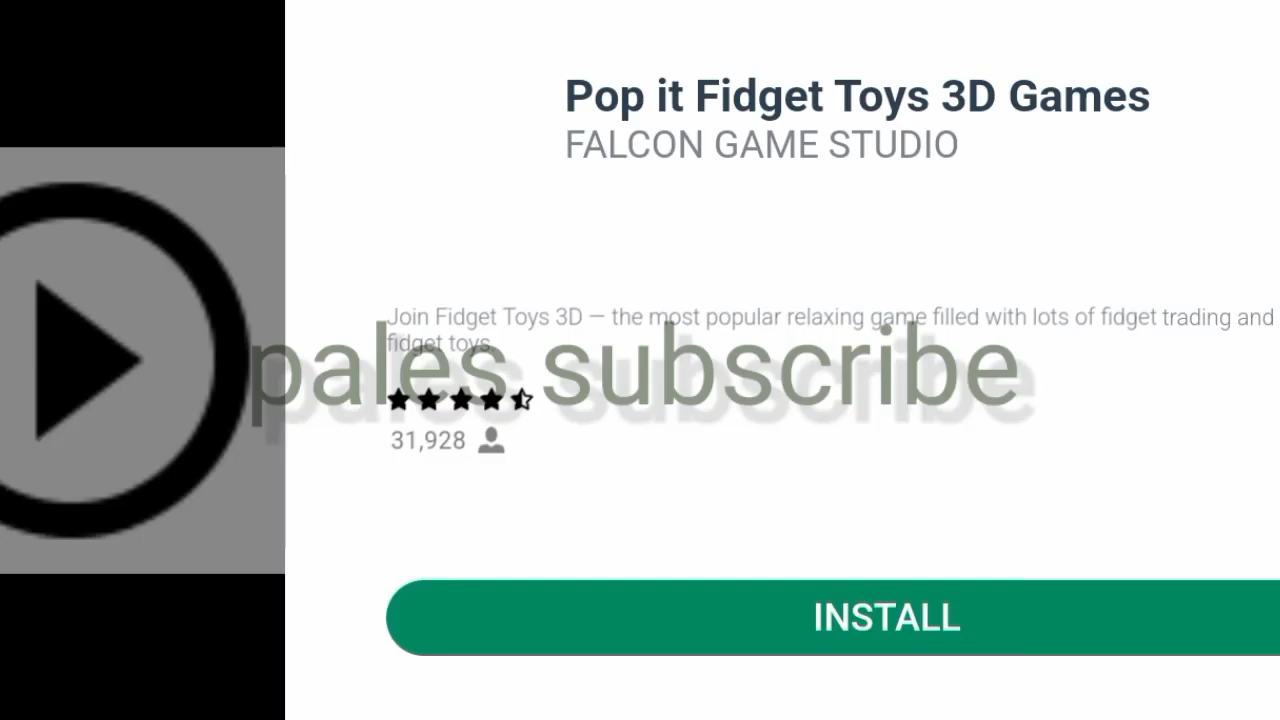 Pop it Fidget Toys 3D Games
FALCON GAME STUDIO
Join Fidget Toys 3D — the most popular relaxing game filled with lots of fidget trading and
fidget toys.
pales subscribe
31,928
INSTALL